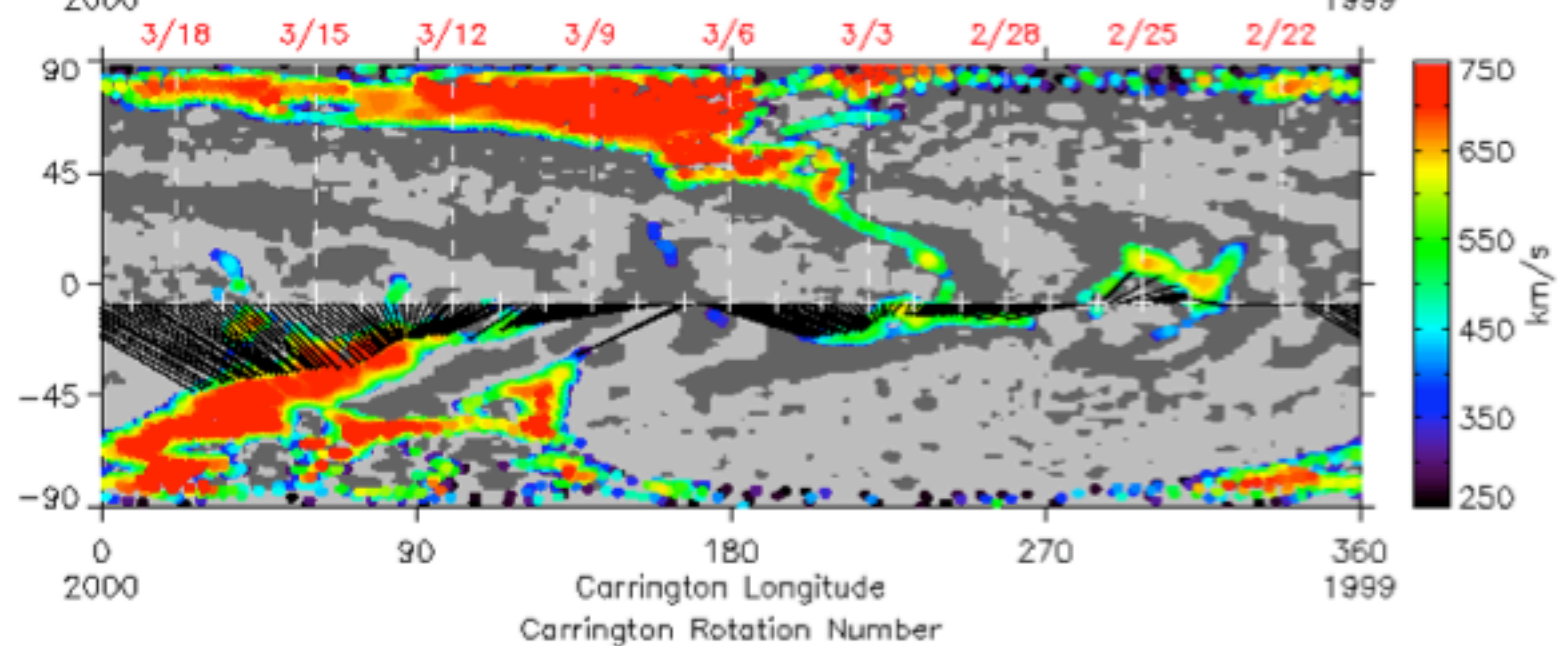 2000 1999
3/18 3/15 3/12 3/9 3/6 3/3 2/28 2/25 2/22
90 750
650
45
550
0 km/s
450
-45
350
-90 250
0 90 180 270 360
2000 Carrington Longitude 1999
Carrington Rotation Number